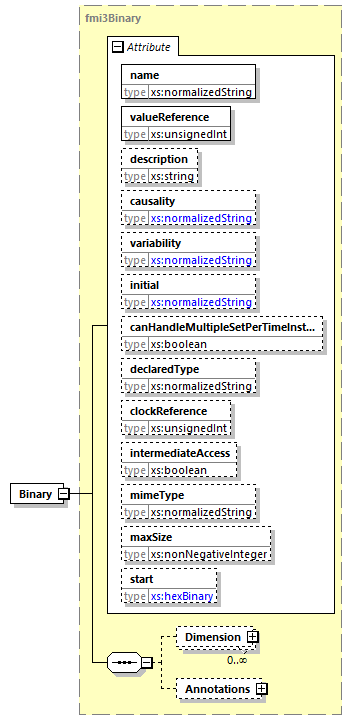 fmi3Binary
Attribute
name
type xs:normalizedString
valueReference
type xs:unsignedInt
description
type xs:string
causality
type xs:normalizedString
variability
type xs:normalizedString
initial
type xs:normalizedString
canHandleMultipleSetPerTimeInst...
type xs:boolean
declaredType
type xs:normalizedString
clockReference
type xs:unsignedInt
intermediateAccess
type xs:boolean
mimeType
type xs:normalizedString
maxSize
type xs:nonNegativeInteger
start
type xs:hexBinary
Binary
Dimension
0..∞
Annotations